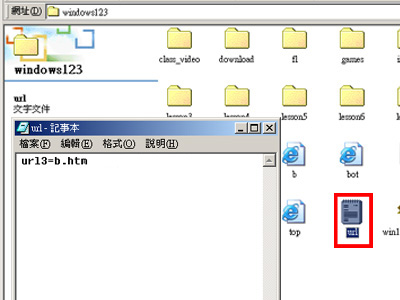 網址(D) windows123
windows123
class_video download f1 games
url
文字文件
lesson3 lesson4 lesson5 lesson6
url - 記事本
檔案(F) 編輯(E) 格式(O) 說明(H)
url3=b.htm
b bot
top url win1